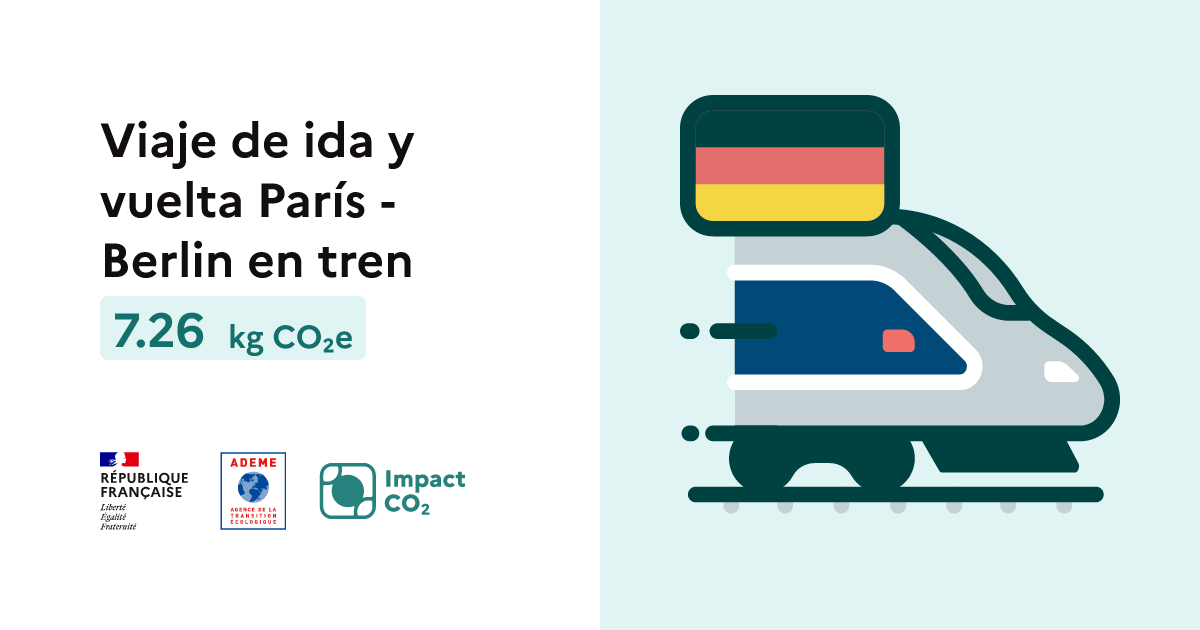 Viaje de ida y
vuelta París -
Berlin en tren
7.26 kg CO₂e
RÉPUBLIQUE
FRANÇAISE
Liberté
Égalité
Fraternité
ADEME
AGENCE DE LA
TRANSITION
ÉCOLOGIQUE
Impact
CO₂